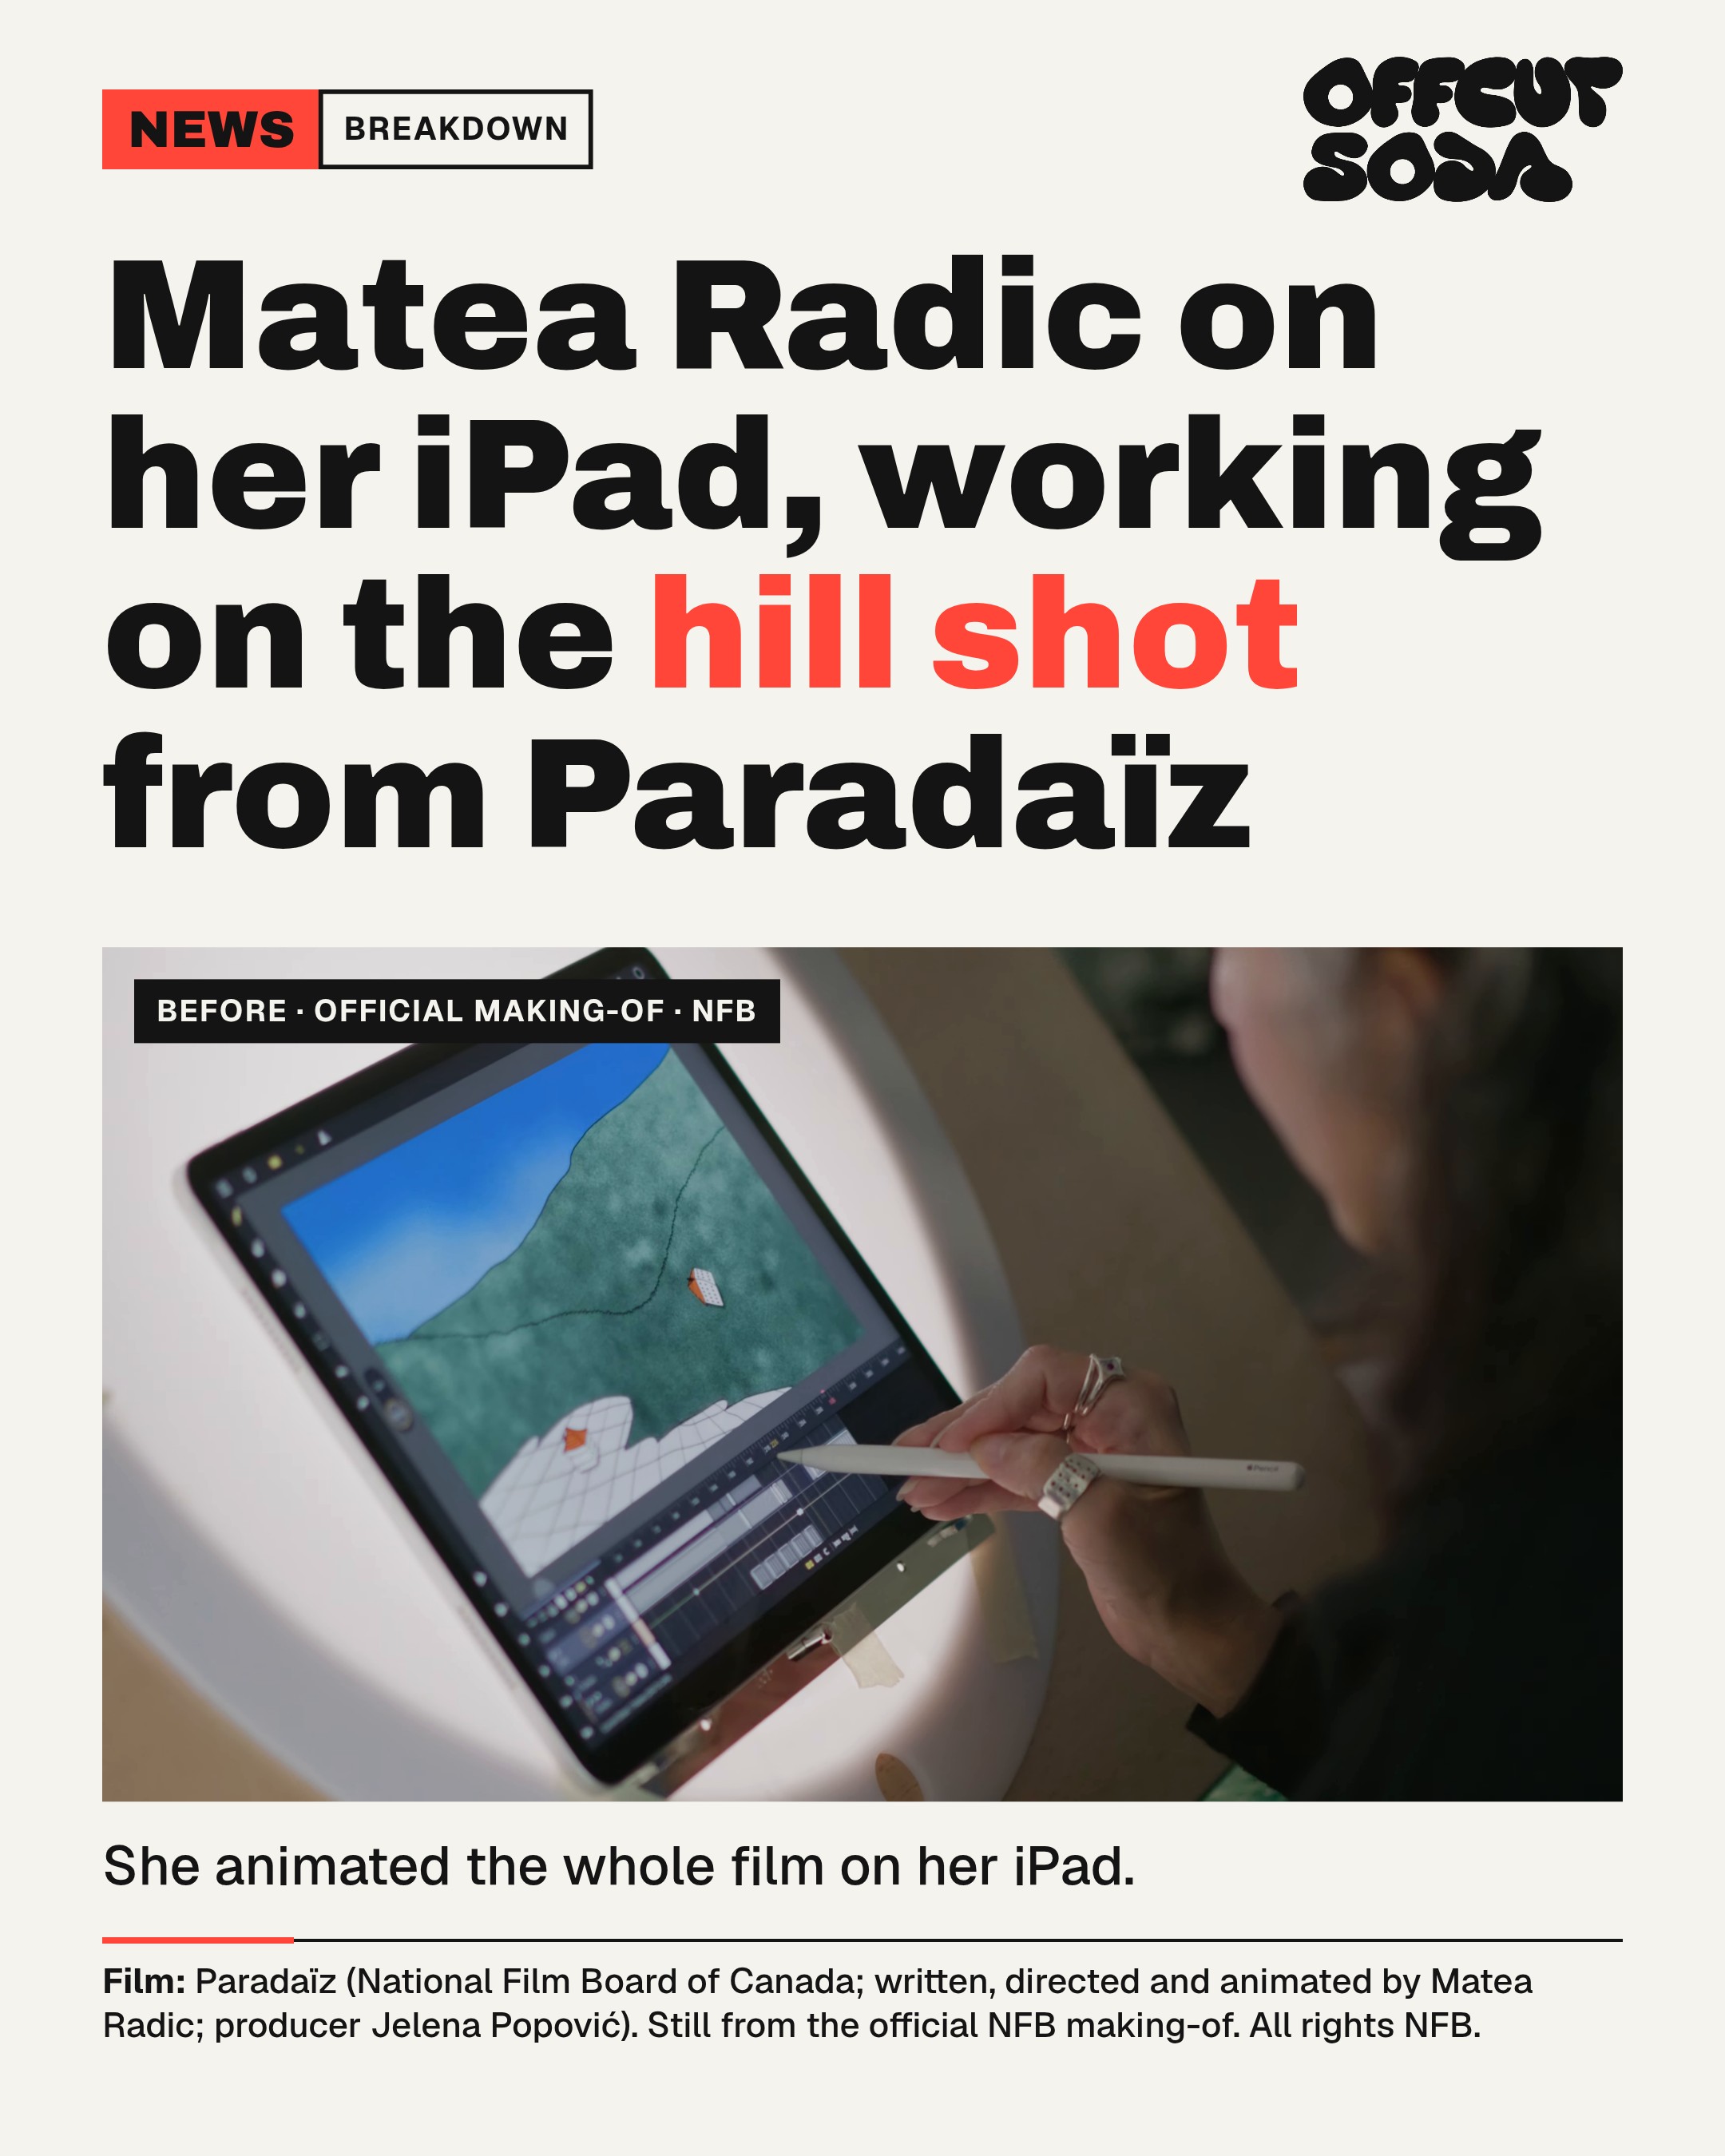 NEWS BREAKDOWN
OFFCUT
SODA
Matea Radic on
her iPad, working
on the hill shot
from Paradaïz
BEFORE · OFFICIAL MAKING-OF · NFB
She animated the whole film on her iPad.
Film: Paradaïz (National Film Board of Canada; written, directed and animated by Matea
Radic; producer Jelena Popović). Still from the official NFB making-of. All rights NFB.